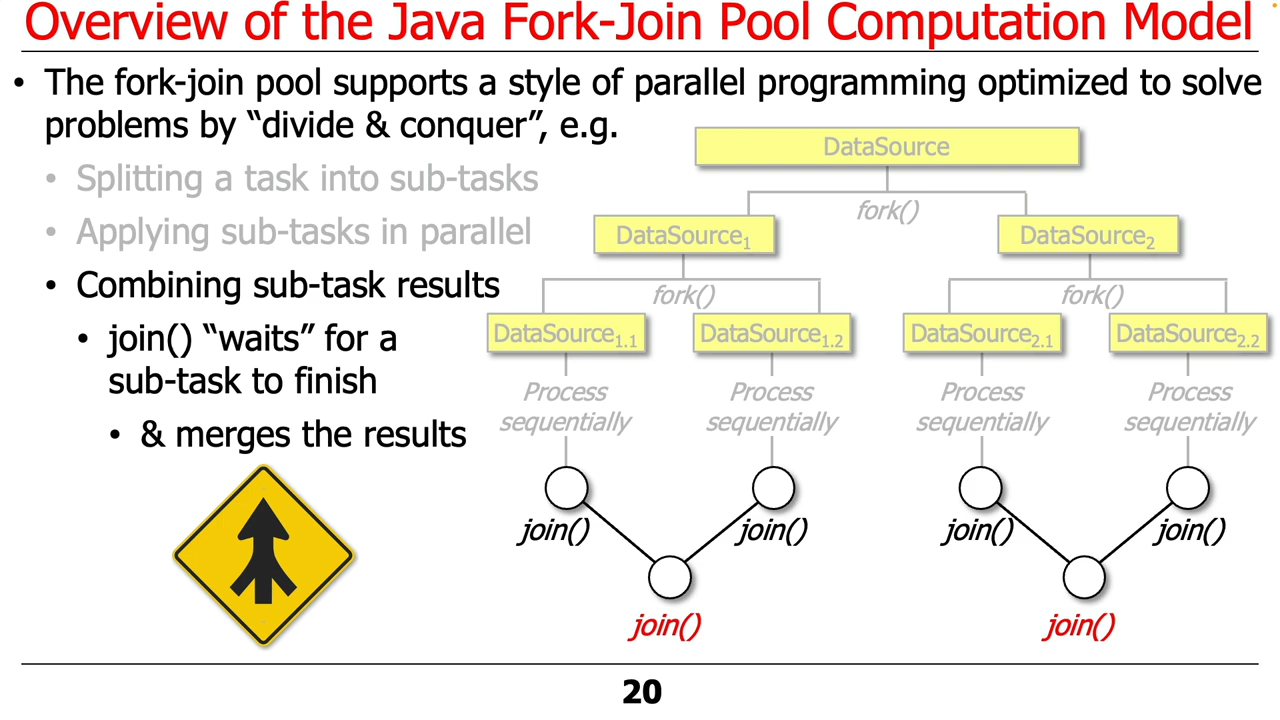 Overview of the Java Fork-Join Pool Computation Model
• The fork-join pool supports a style of parallel programming optimized to solve
problems by “divide & conquer”, e.g.
• Splitting a task into sub-tasks
• Applying sub-tasks in parallel
• Combining sub-task results
• join() “waits” for a
sub-task to finish
• & merges the results
DataSource
fork()
DataSource₁ DataSource₂
fork() fork()
DataSource₁.₁ DataSource₁.₂ DataSource₂.₁ DataSource₂.₂
Process Process Process Process
sequentially sequentially sequentially sequentially
join() join() join() join()
join() join()
20